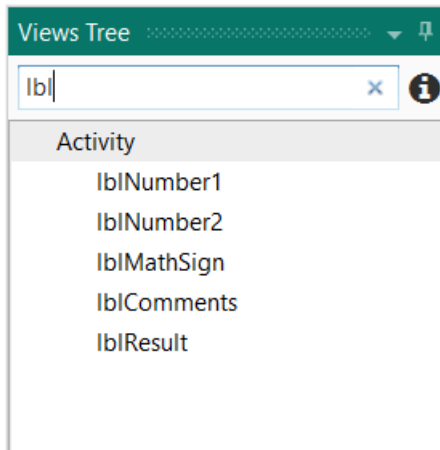 Views Tree
lbl
Activity
lblNumber1
lblNumber2
lblMathSign
lblComments
lblResult